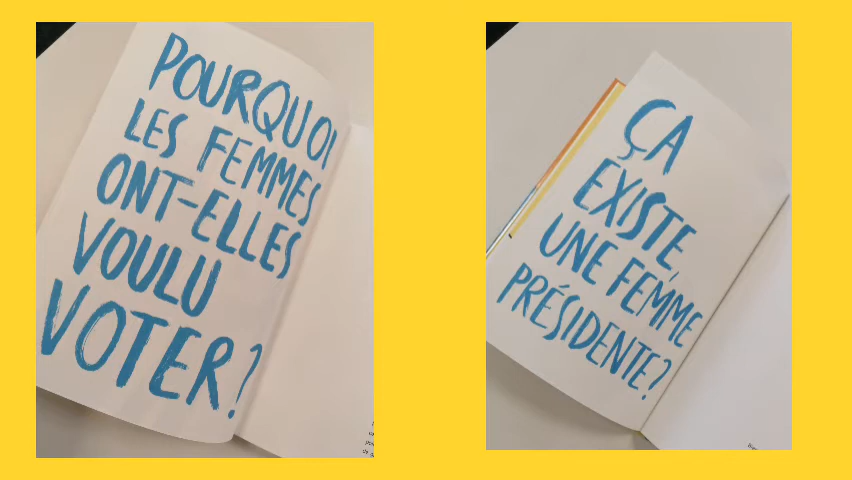 POURQUOI
LES FEMMES
ONT-ELLES
VOULU
VOTER?
ÇA
EXISTE,
UNE FEMME
PRÉSIDENTE?